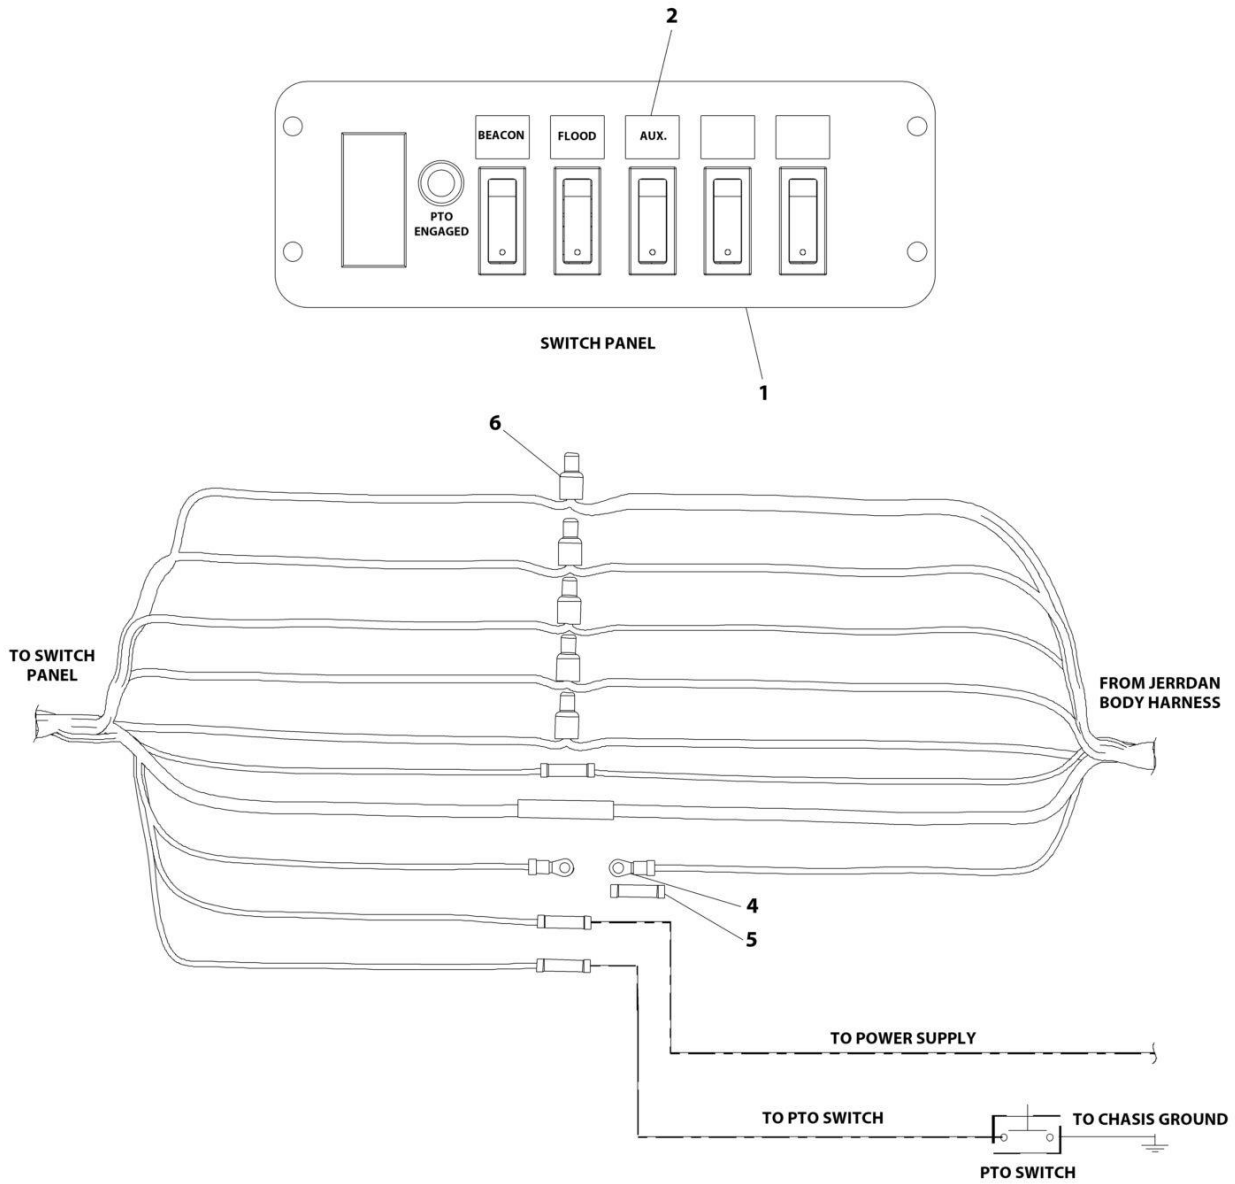 2
BEACON
FLOOD
AUX.
PTO
ENGAGED
SWITCH PANEL
1
6
TO SWITCH
PANEL
FROM JERRDAN
BODY HARNESS
4
5
TO POWER SUPPLY
TO PTO SWITCH
TO CHASIS GROUND
PTO SWITCH